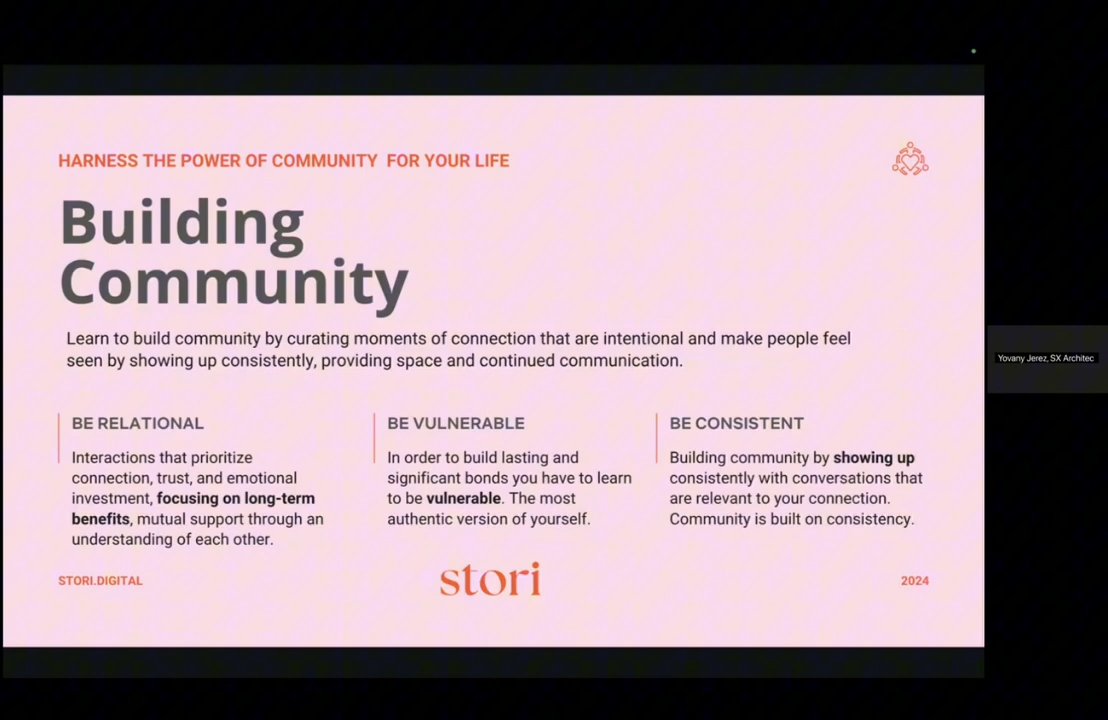 HARNESS THE POWER OF COMMUNITY FOR YOUR LIFE
Building
Community
Learn to build community by curating moments of connection that are intentional and make people feel
seen by showing up consistently, providing space and continued communication.
BE RELATIONAL
Interactions that prioritize
connection, trust, and emotional
investment, focusing on long-term
benefits, mutual support through an
understanding of each other.
BE VULNERABLE
In order to build lasting and
significant bonds you have to learn
to be vulnerable. The most
authentic version of yourself.
BE CONSISTENT
Building community by showing up
consistently with conversations that
are relevant to your connection.
Community is built on consistency.
STORI.DIGITAL
stori
2024
Yovany Jerez, SX Architec